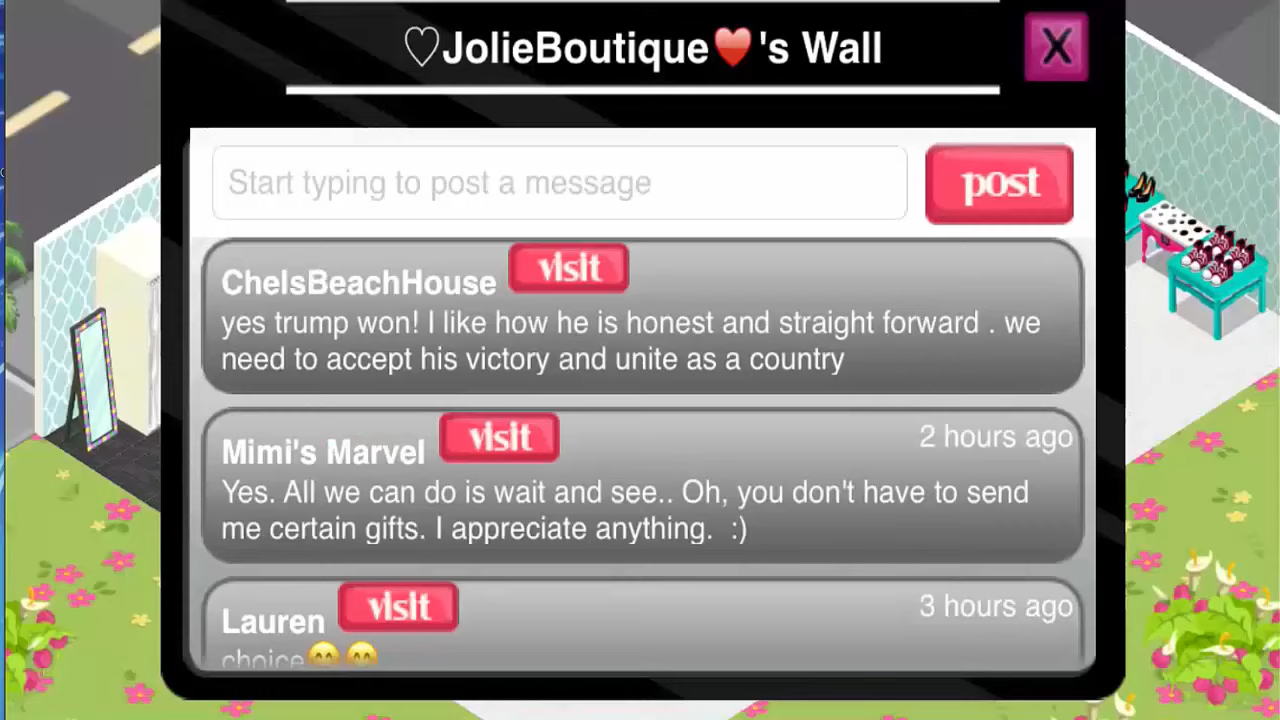 ♡JolieBoutique❤️'s Wall
X
Start typing to post a message
post
ChelsBeachHouse visit
yes trump won! I like how he is honest and straight forward . we
need to accept his victory and unite as a country
Mimi's Marvel visit 2 hours ago
Yes. All we can do is wait and see.. Oh, you don't have to send
me certain gifts. I appreciate anything.  :)
Lauren visit 3 hours ago
choice😊😊